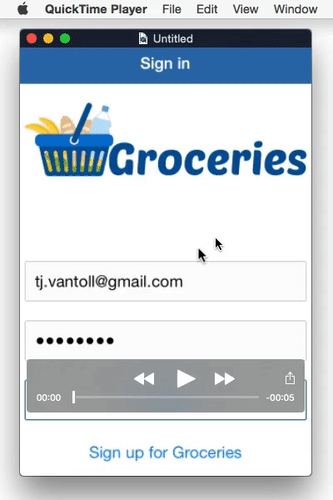 QuickTime Player File Edit View Window
Untitled
Sign in
Groceries
tj.vantoll@gmail.com
••••••••
00:00 -00:05
Sign up for Groceries